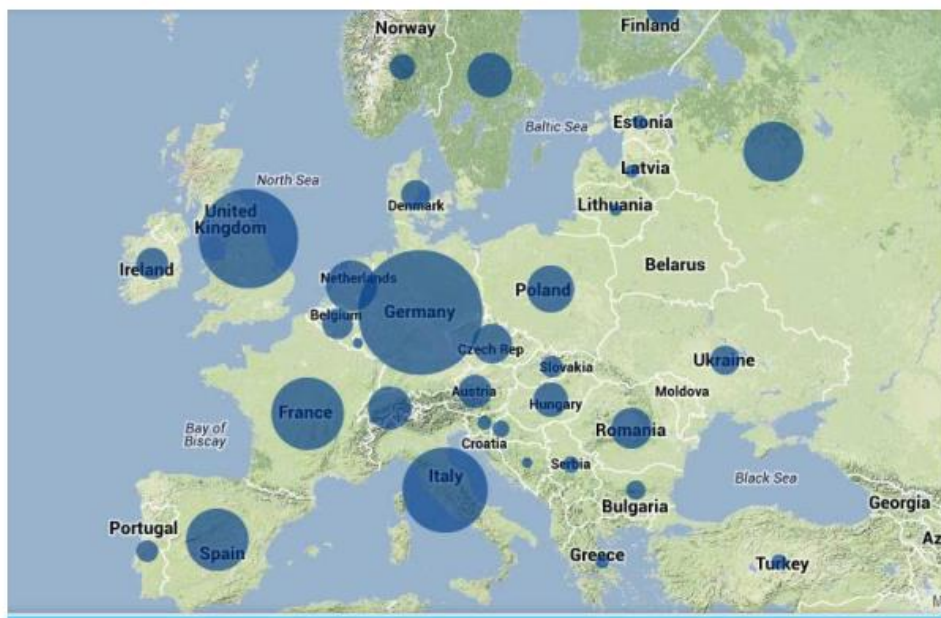 Norway
Finland
Baltic Sea
Estonia
North Sea
Latvia
Denmark
Lithuania
United
Kingdom
Ireland
Belarus
Netherlands
Poland
Belgium
Germany
Czech Rep
Ukraine
Slovakia
Austria
Moldova
Hungary
France
Bay of
Biscay
Romania
Croatia
Serbia
Italy
Black Sea
Bulgaria
Georgia
Portugal
Az
Spain
Greece
Turkey
M